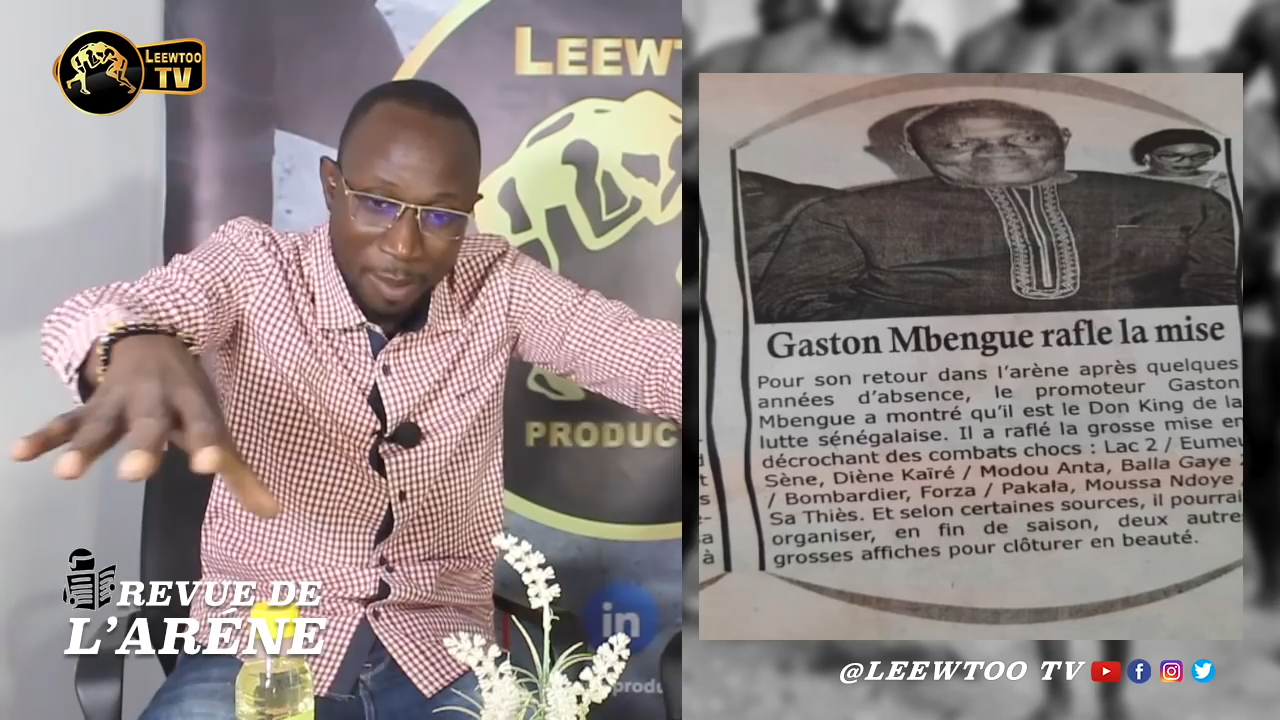 LEEWTOO
TV
LEEWT
PRODUC
in
produ
REVUE DE
L'ARÉNE
Gaston Mbengue rafle la mise
Pour son retour dans l'arène après quelques
années d'absence, le promoteur Gaston
Mbengue a montré qu'il est le Don King de la
lutte sénégalaise. Il a raflé la grosse mise en
décrochant des combats chocs : Lac 2 / Eumeu
Sène, Diène Kaïré / Modou Anta, Balla Gaye 2
/ Bombardier, Forza / Pakala, Moussa Ndoye /
Sa Thiès. Et selon certaines sources, il pourrai
organiser, en fin de saison, deux autre
grosses affiches pour clôturer en beauté.
@LEEWTOO TV